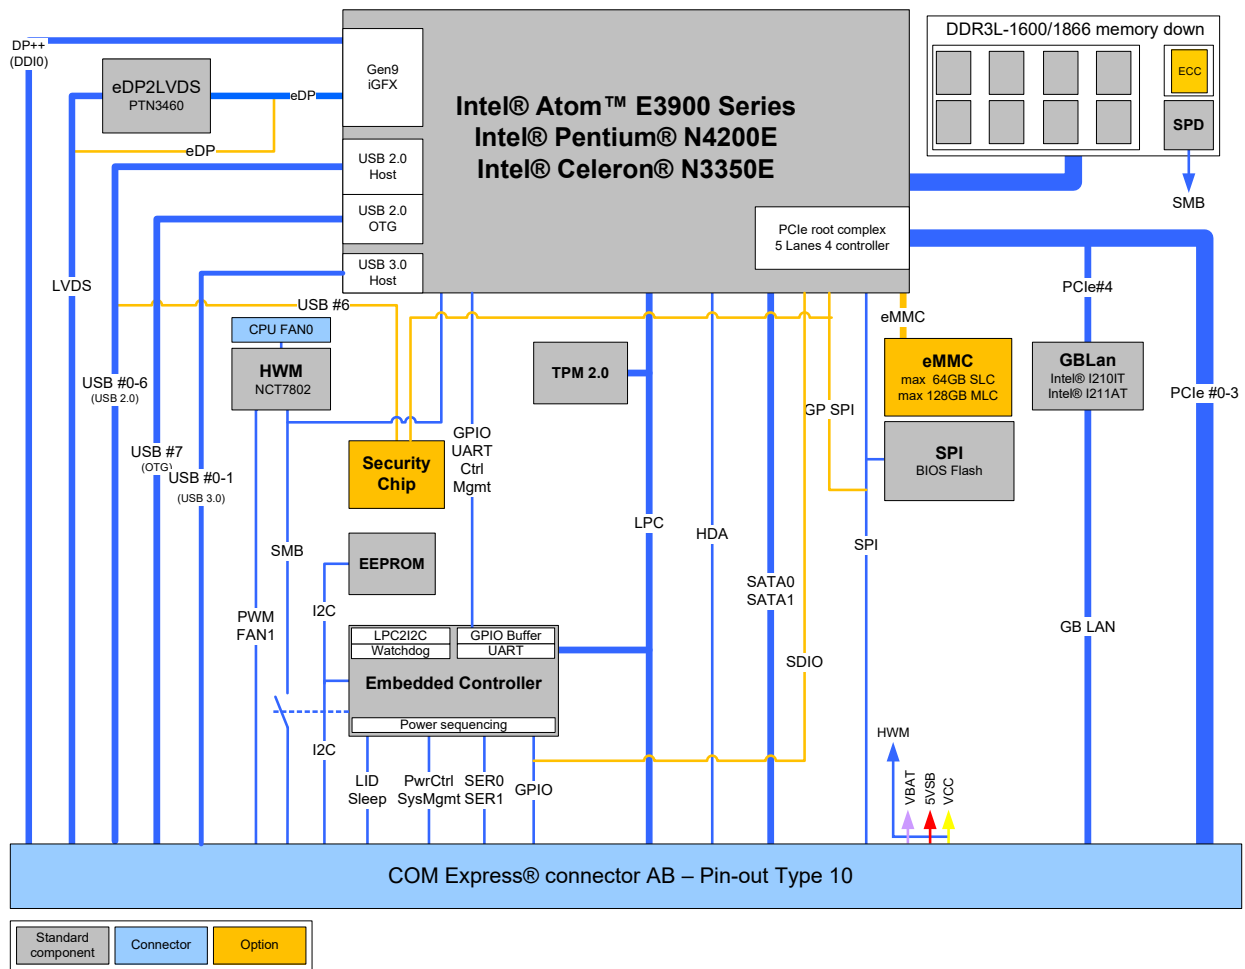 DP++
(DDI0)
eDP2LVDS
PTN3460
eDP
eDP
Gen9
iGFX
Intel® Atom™ E3900 Series
Intel® Pentium® N4200E
Intel® Celeron® N3350E
DDR3L-1600/1866 memory down
ECC
SPD
SMB
USB 2.0
Host
USB 2.0
OTG
USB 3.0
Host
PCIe root complex
5 Lanes 4 controller
LVDS
USB #6
PCIe#4
eMMC
CPU FAN0
HWM
NCT7802
TPM 2.0
eMMC
max 64GB SLC
max 128GB MLC
GBLan
Intel® I210IT
Intel® I211AT
PCIe #0-3
USB #0-6
(USB 2.0)
USB #7
(OTG)
USB #0-1
(USB 3.0)
GPIO
UART
Ctrl
Mgmt
GP SPI
Security
Chip
SPI
BIOS Flash
LPC
HDA
SPI
SMB
EEPROM
SATA0
SATA1
I2C
PWM
FAN1
LPC2I2C
Watchdog
GPIO Buffer
UART
Embedded Controller
Power sequencing
SDIO
GB LAN
I2C
LID
Sleep
PwrCtrl
SysMgmt
SER0
SER1
GPIO
HWM
VBAT
5VSB
VCC
COM Express® connector AB – Pin-out Type 10
Standard
component
Connector
Option